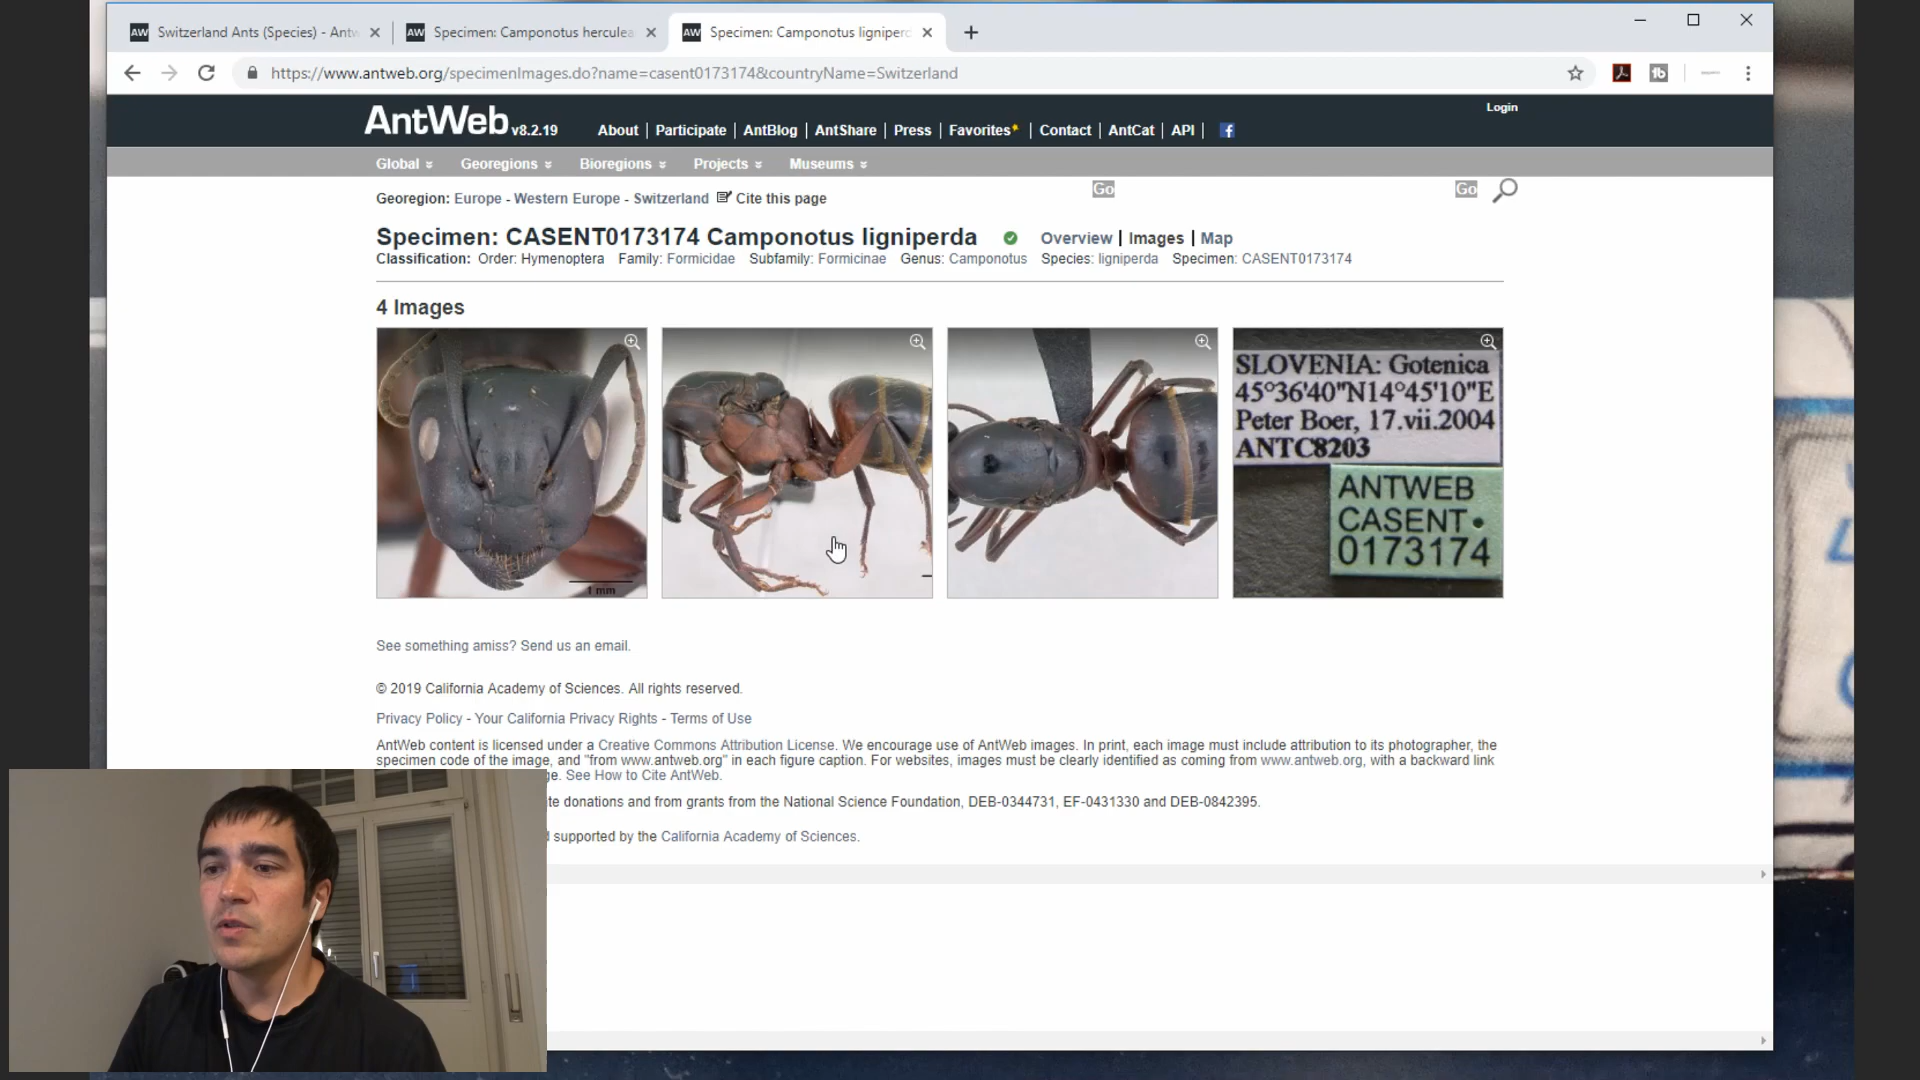 Switzerland Ants (Species) - Antw
Specimen: Camponotus herculea
Specimen: Camponotus ligniperd
https://www.antweb.org/specimenImages.do?name=casent0173174&countryName=Switzerland
AntWeb v8.2.19
About | Participate | AntBlog | AntShare | Press | Favorites* | Contact | AntCat | API |
Login
Global Georegions Bioregions Projects Museums
Georegion: Europe - Western Europe - Switzerland Cite this page
Go
Go
Specimen: CASENT0173174 Camponotus ligniperda Overview | Images | Map
Classification: Order: Hymenoptera Family: Formicidae Subfamily: Formicinae Genus: Camponotus Species: ligniperda Specimen: CASENT0173174
4 Images
1 mm
SLOVENIA: Gotenica
45°36'40"N14°45'10"E
Peter Boer, 17.vii.2004
ANTC8203
ANTWEB
CASENT
0173174
See something amiss? Send us an email.
© 2019 California Academy of Sciences. All rights reserved.
Privacy Policy - Your California Privacy Rights - Terms of Use
AntWeb content is licensed under a Creative Commons Attribution License. We encourage use of AntWeb images. In print, each image must include attribution to its photographer, the
specimen code of the image, and "from www.antweb.org" in each figure caption. For websites, images must be clearly identified as coming from www.antweb.org, with a backward link
ge. See How to Cite AntWeb.
te donations and from grants from the National Science Foundation, DEB-0344731, EF-0431330 and DEB-0842395.
supported by the California Academy of Sciences.